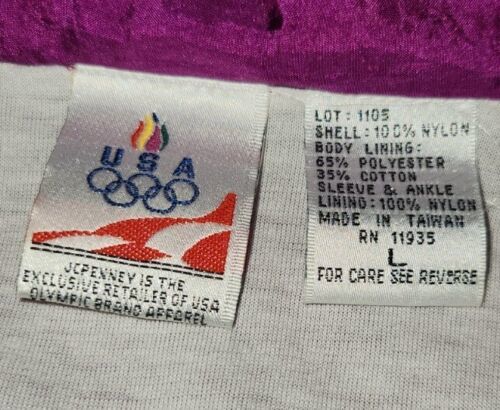 USA
JCPENNEY IS THE
EXCLUSIVE RETAILER OF USA
OLYMPIC BRAND APPAREL
LOT: 1105
SHELL: 100% NYLON
BODY LINING:
65% POLYESTER
35% COTTON
SLEEVE & ANKLE
LINING: 100% NYLON
MADE IN TAIWAN
RN 11935
L
FOR CARE SEE REVERSE